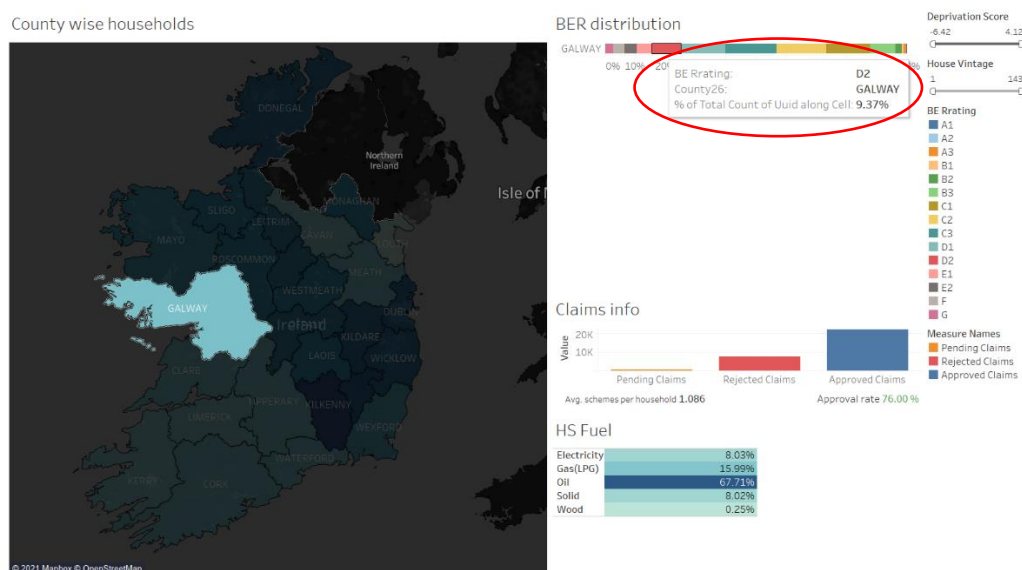 County wise households
DONEGAL
Northern
Ireland
Isle of
MONAGHAN
SLIGO
LEITRIM
CAVAN
LOUTH
MAYO
ROSCOMMON
MEATH
WESTMEATH
GALWAY
DUBLIN
Ireland
KILDARE
LAOIS
WICKLOW
CLARE
TIPPERARY
KILKENNY
LIMERICK
WEXFORD
WATERFORD
KERRY
CORK
© 2021 Mapbox © OpenStreetMap
BER distribution
GALWAY
0% 10%
BE Rrating: D2
County26: GALWAY
% of Total Count of Uuid along Cell: 9.37%
Claims info
Value
20K
10K
Pending Claims Rejected Claims Approved Claims
Avg. schemes per household 1.086 Approval rate 76.00 %
HS Fuel
Electricity 8.03%
Gas(LPG) 15.99%
Oil 67.71%
Solid 8.02%
Wood 0.25%
Deprivation Score
-6.42 4.12
House Vintage
1 143
BE Rrating
A1
A2
A3
B1
B2
B3
C1
C2
C3
D1
D2
E1
E2
F
G
Measure Names
Pending Claims
Rejected Claims
Approved Claims